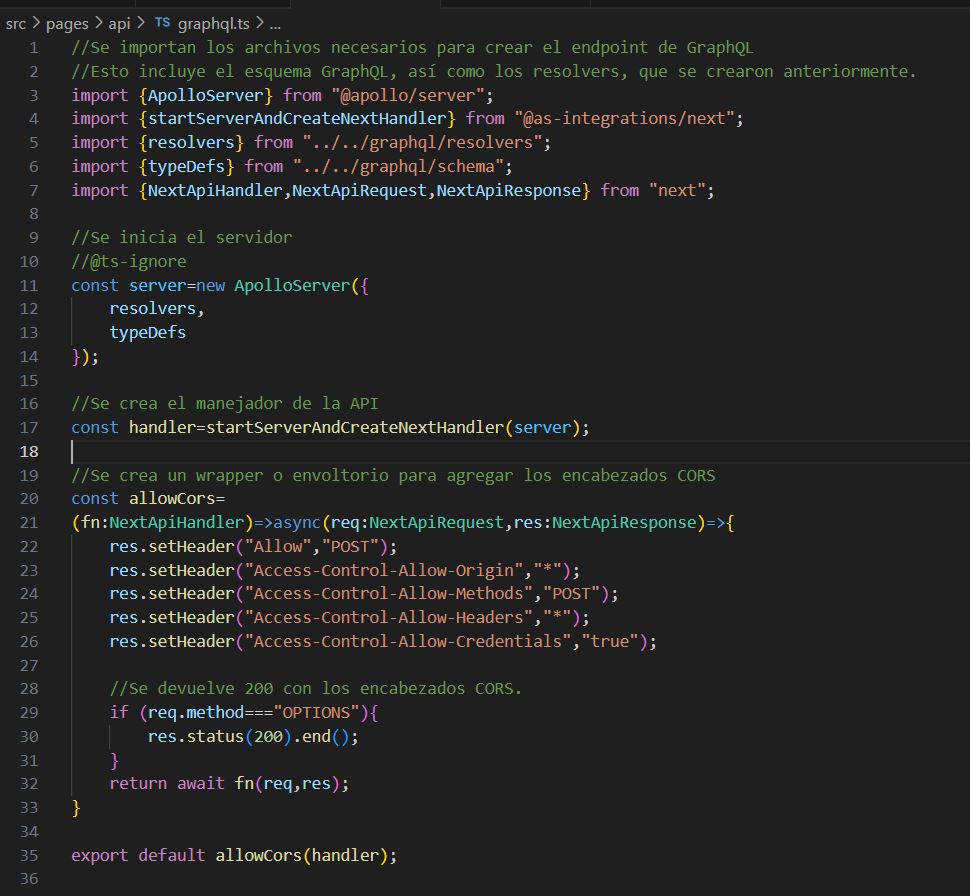 src > pages > api > TS graphql.ts > ...
1 //Se importan los archivos necesarios para crear el endpoint de GraphQL
2 //Esto incluye el esquema GraphQL, así como los resolvers, que se crearon anteriormente.
3 import {ApolloServer} from "@apollo/server";
4 import {startServerAndCreateNextHandler} from "@as-integrations/next";
5 import {resolvers} from "../../graphql/resolvers";
6 import {typeDefs} from "../../graphql/schema";
7 import {NextApiHandler,NextApiRequest,NextApiResponse} from "next";
8
9 //Se inicia el servidor
10 //@ts-ignore
11 const server=new ApolloServer({
12     resolvers,
13     typeDefs
14 });
15
16 //Se crea el manejador de la API
17 const handler=startServerAndCreateNextHandler(server);
18
19 //Se crea un wrapper o envoltorio para agregar los encabezados CORS
20 const allowCors=
21 (fn:NextApiHandler)=>async(req:NextApiRequest,res:NextApiResponse)=>{
22     res.setHeader("Allow","POST");
23     res.setHeader("Access-Control-Allow-Origin","*");
24     res.setHeader("Access-Control-Allow-Methods","POST");
25     res.setHeader("Access-Control-Allow-Headers","*");
26     res.setHeader("Access-Control-Allow-Credentials","true");
27
28     //Se devuelve 200 con los encabezados CORS.
29     if (req.method==="OPTIONS"){
30         res.status(200).end();
31     }
32     return await fn(req,res);
33 }
34
35 export default allowCors(handler);
36